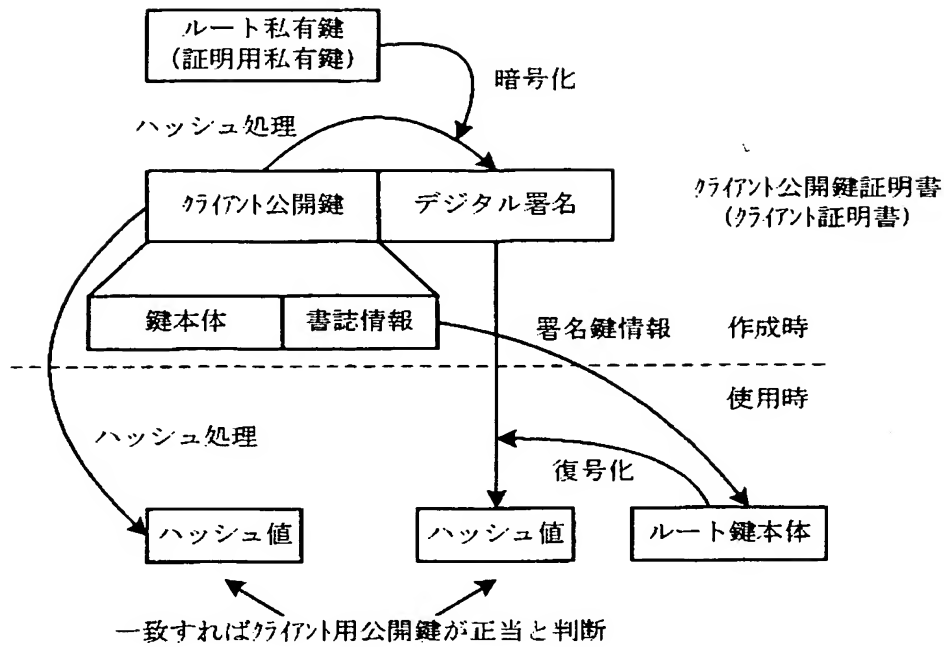 ルート私有鍵
(証明用私有鍵)
暗号化
ハッシュ処理
クライアント公開鍵
デジタル署名
クライアント公開鍵証明書
(クライアント証明書)
鍵本体
書誌情報
署名鍵情報
作成時
使用時
ハッシュ処理
復号化
ハッシュ値
ハッシュ値
ルート鍵本体
一致すればクライアント用公開鍵が正当と判断